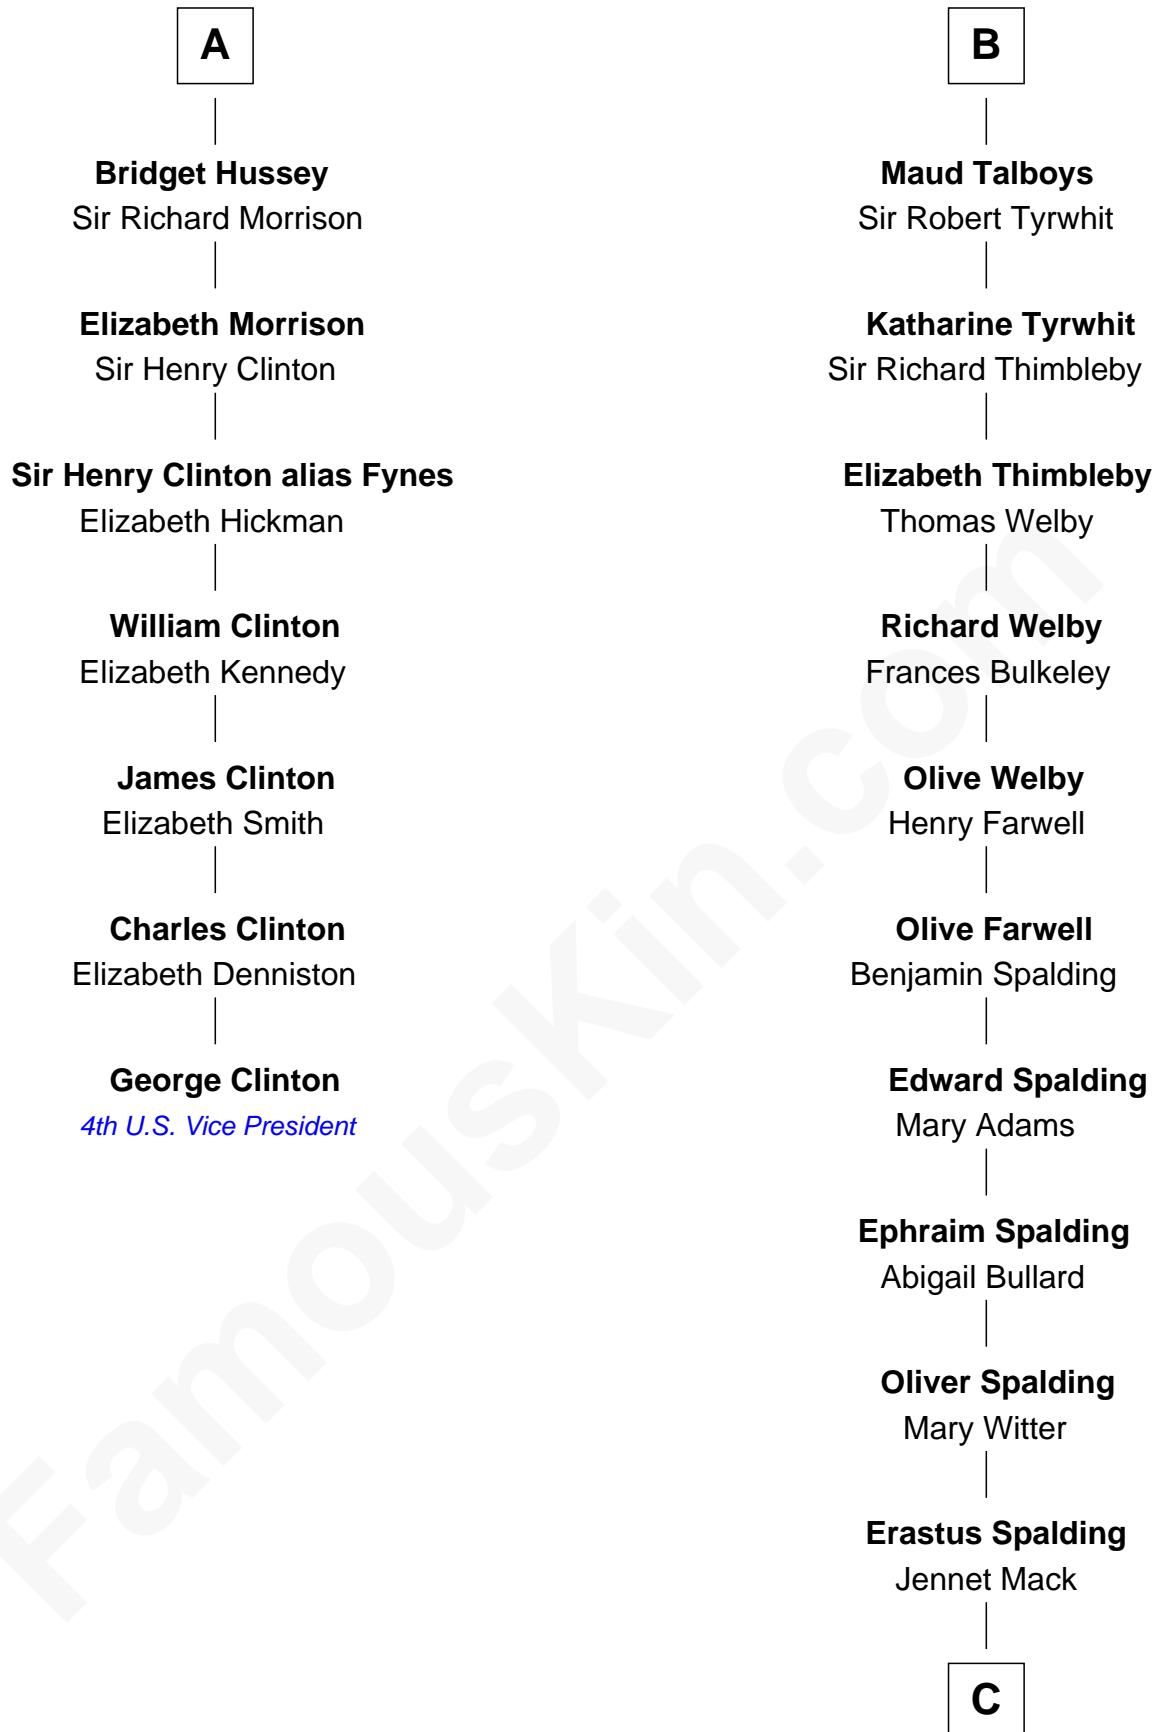 A
Bridget Hussey
Sir Richard Morrison
Elizabeth Morrison
Sir Henry Clinton
Sir Henry Clinton alias Fynes
Elizabeth Hickman
William Clinton
Elizabeth Kennedy
James Clinton
Elizabeth Smith
Charles Clinton
Elizabeth Denniston
George Clinton
4th U.S. Vice President
B
Maud Talboys
Sir Robert Tyrwhit
Katharine Tyrwhit
Sir Richard Thimbleby
Elizabeth Thimbleby
Thomas Welby
Richard Welby
Frances Bulkeley
Olive Welby
Henry Farwell
Olive Farwell
Benjamin Spalding
Edward Spalding
Mary Adams
Ephraim Spalding
Abigail Bullard
Oliver Spalding
Mary Witter
Erastus Spalding
Jennet Mack
C
FamousKin.com